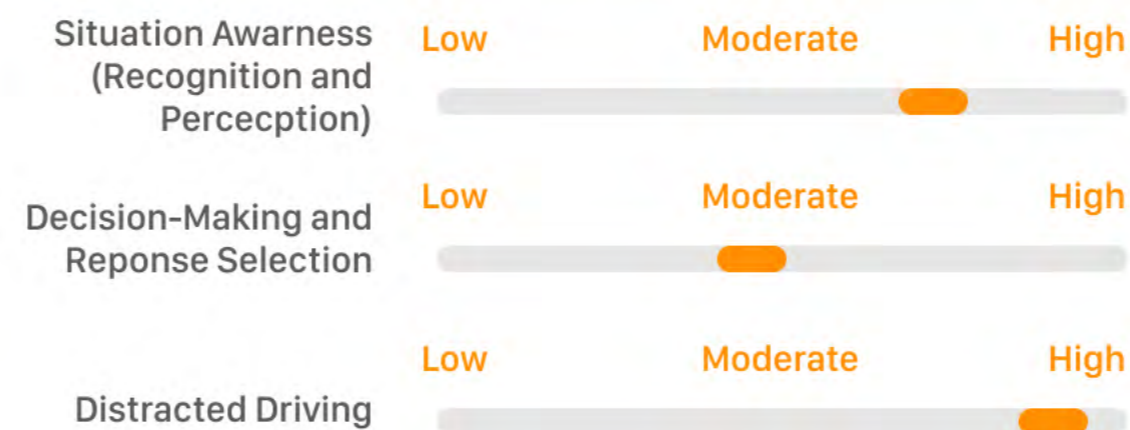 Situation Awarness
(Recognition and
Percecption)
Low Moderate High
Decision-Making and
Reponse Selection
Low Moderate High
Distracted Driving
Low Moderate High